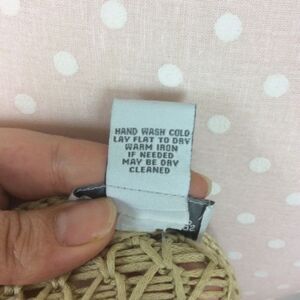 HAND WASH COLD
LAY FLAT TO DRY
WARM IRON
IF NEEDED
MAY BE DRY
CLEANED